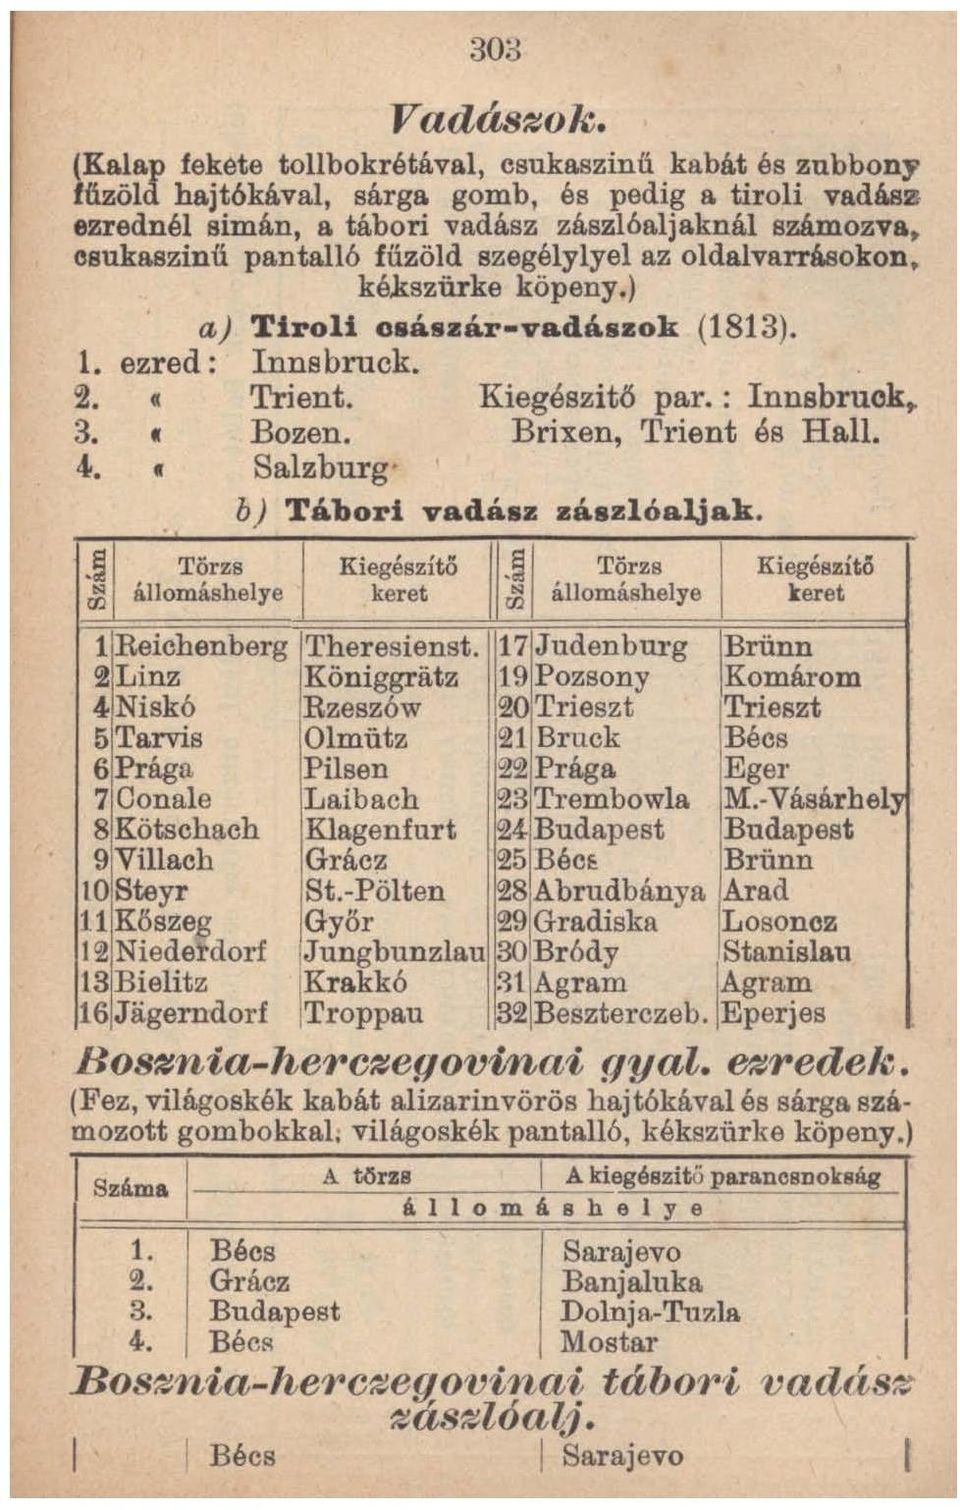 303
Vadászok.
(Kalap fekete tollbokrétával, csukaszinű kabát és zubbony
fűzöld hajtókával, sárga gomb, és pedig a tiroli vadász
ezrednél simán, a tábori vadász zászlóaljaknál számozva,
csukaszinű pantalló fűzöld szegélylyel az oldalvarrásokon,
kékszürke köpeny.)
a) Tiroli császár-vadászok (1813).
1. ezred: Innsbruck.
2. « Trient. Kiegészitő par.: Innsbruck,
3. « Bozen. Brixen, Trient és Hall.
4. « Salzburg
b) Tábori vadász zászlóaljak.
Szám Törzs Kiegészítő Szám Törzs Kiegészítő
állomáshelye keret állomáshelye keret
1 Reichenberg Theresienst. 17 Judenburg Brünn
2 Linz Königgrätz 19 Pozsony Komárom
4 Niskó Rzeszów 20 Trieszt Trieszt
5 Tarvis Olmütz 21 Bruck Bécs
6 Prága Pilsen 22 Prága Eger
7 Conale Laibach 23 Trembowla M.-Vásárhely
8 Kötschach Klagenfurt 24 Budapest Budapest
9 Villach Grácz 25 Bécs Brünn
10 Steyr St.-Pölten 28 Abrudbánya Arad
11 Kőszeg Győr 29 Gradiska Losoncz
12 Niederdorf Jungbunzlau 30 Bródy Stanislau
13 Bielitz Krakkó 31 Agram Agram
16 Jägerndorf Troppau 32 Beszterczeb. Eperjes
Bosznia-herczegovinai gyal. ezredek.
(Fez, világoskék kabát alizarinvörös hajtókával és sárga szá-
mozott gombokkal, világoskék pantalló, kékszürke köpeny.)
Száma A törzs A kiegészitő parancsnokság
állomáshelye
1. Bécs Sarajevo
2. Grácz Banjaluka
3. Budapest Dolnja-Tuzla
4. Bécs Mostar
Bosznia-herczegovinai tábori vadász
zászlóalj.
Bécs Sarajevo